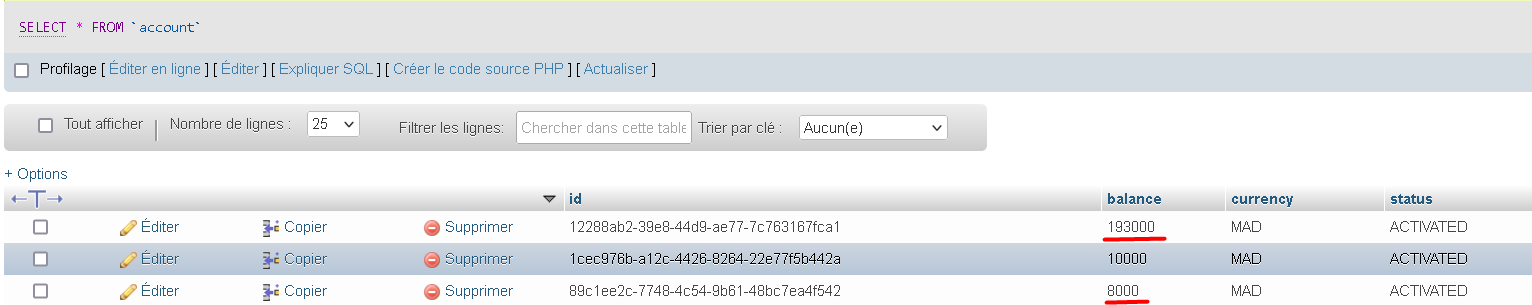 SELECT * FROM `account`
Profilage [ Éditer en ligne ] [ Éditer ] [ Expliquer SQL ] [ Créer le code source PHP ] [ Actualiser ]
Tout afficher | Nombre de lignes : 25 Filtrer les lignes: Chercher dans cette table Trier par clé : Aucun(e)
+ Options
←T→ id balance currency status
Éditer Copier Supprimer 12288ab2-39e8-44d9-ae77-7c763167fca1 193000 MAD ACTIVATED
Éditer Copier Supprimer 1cec976b-a12c-4426-8264-22e77f5b442a 10000 MAD ACTIVATED
Éditer Copier Supprimer 89c1ee2c-7748-4c54-9b61-48bc7ea4f542 8000 MAD ACTIVATED